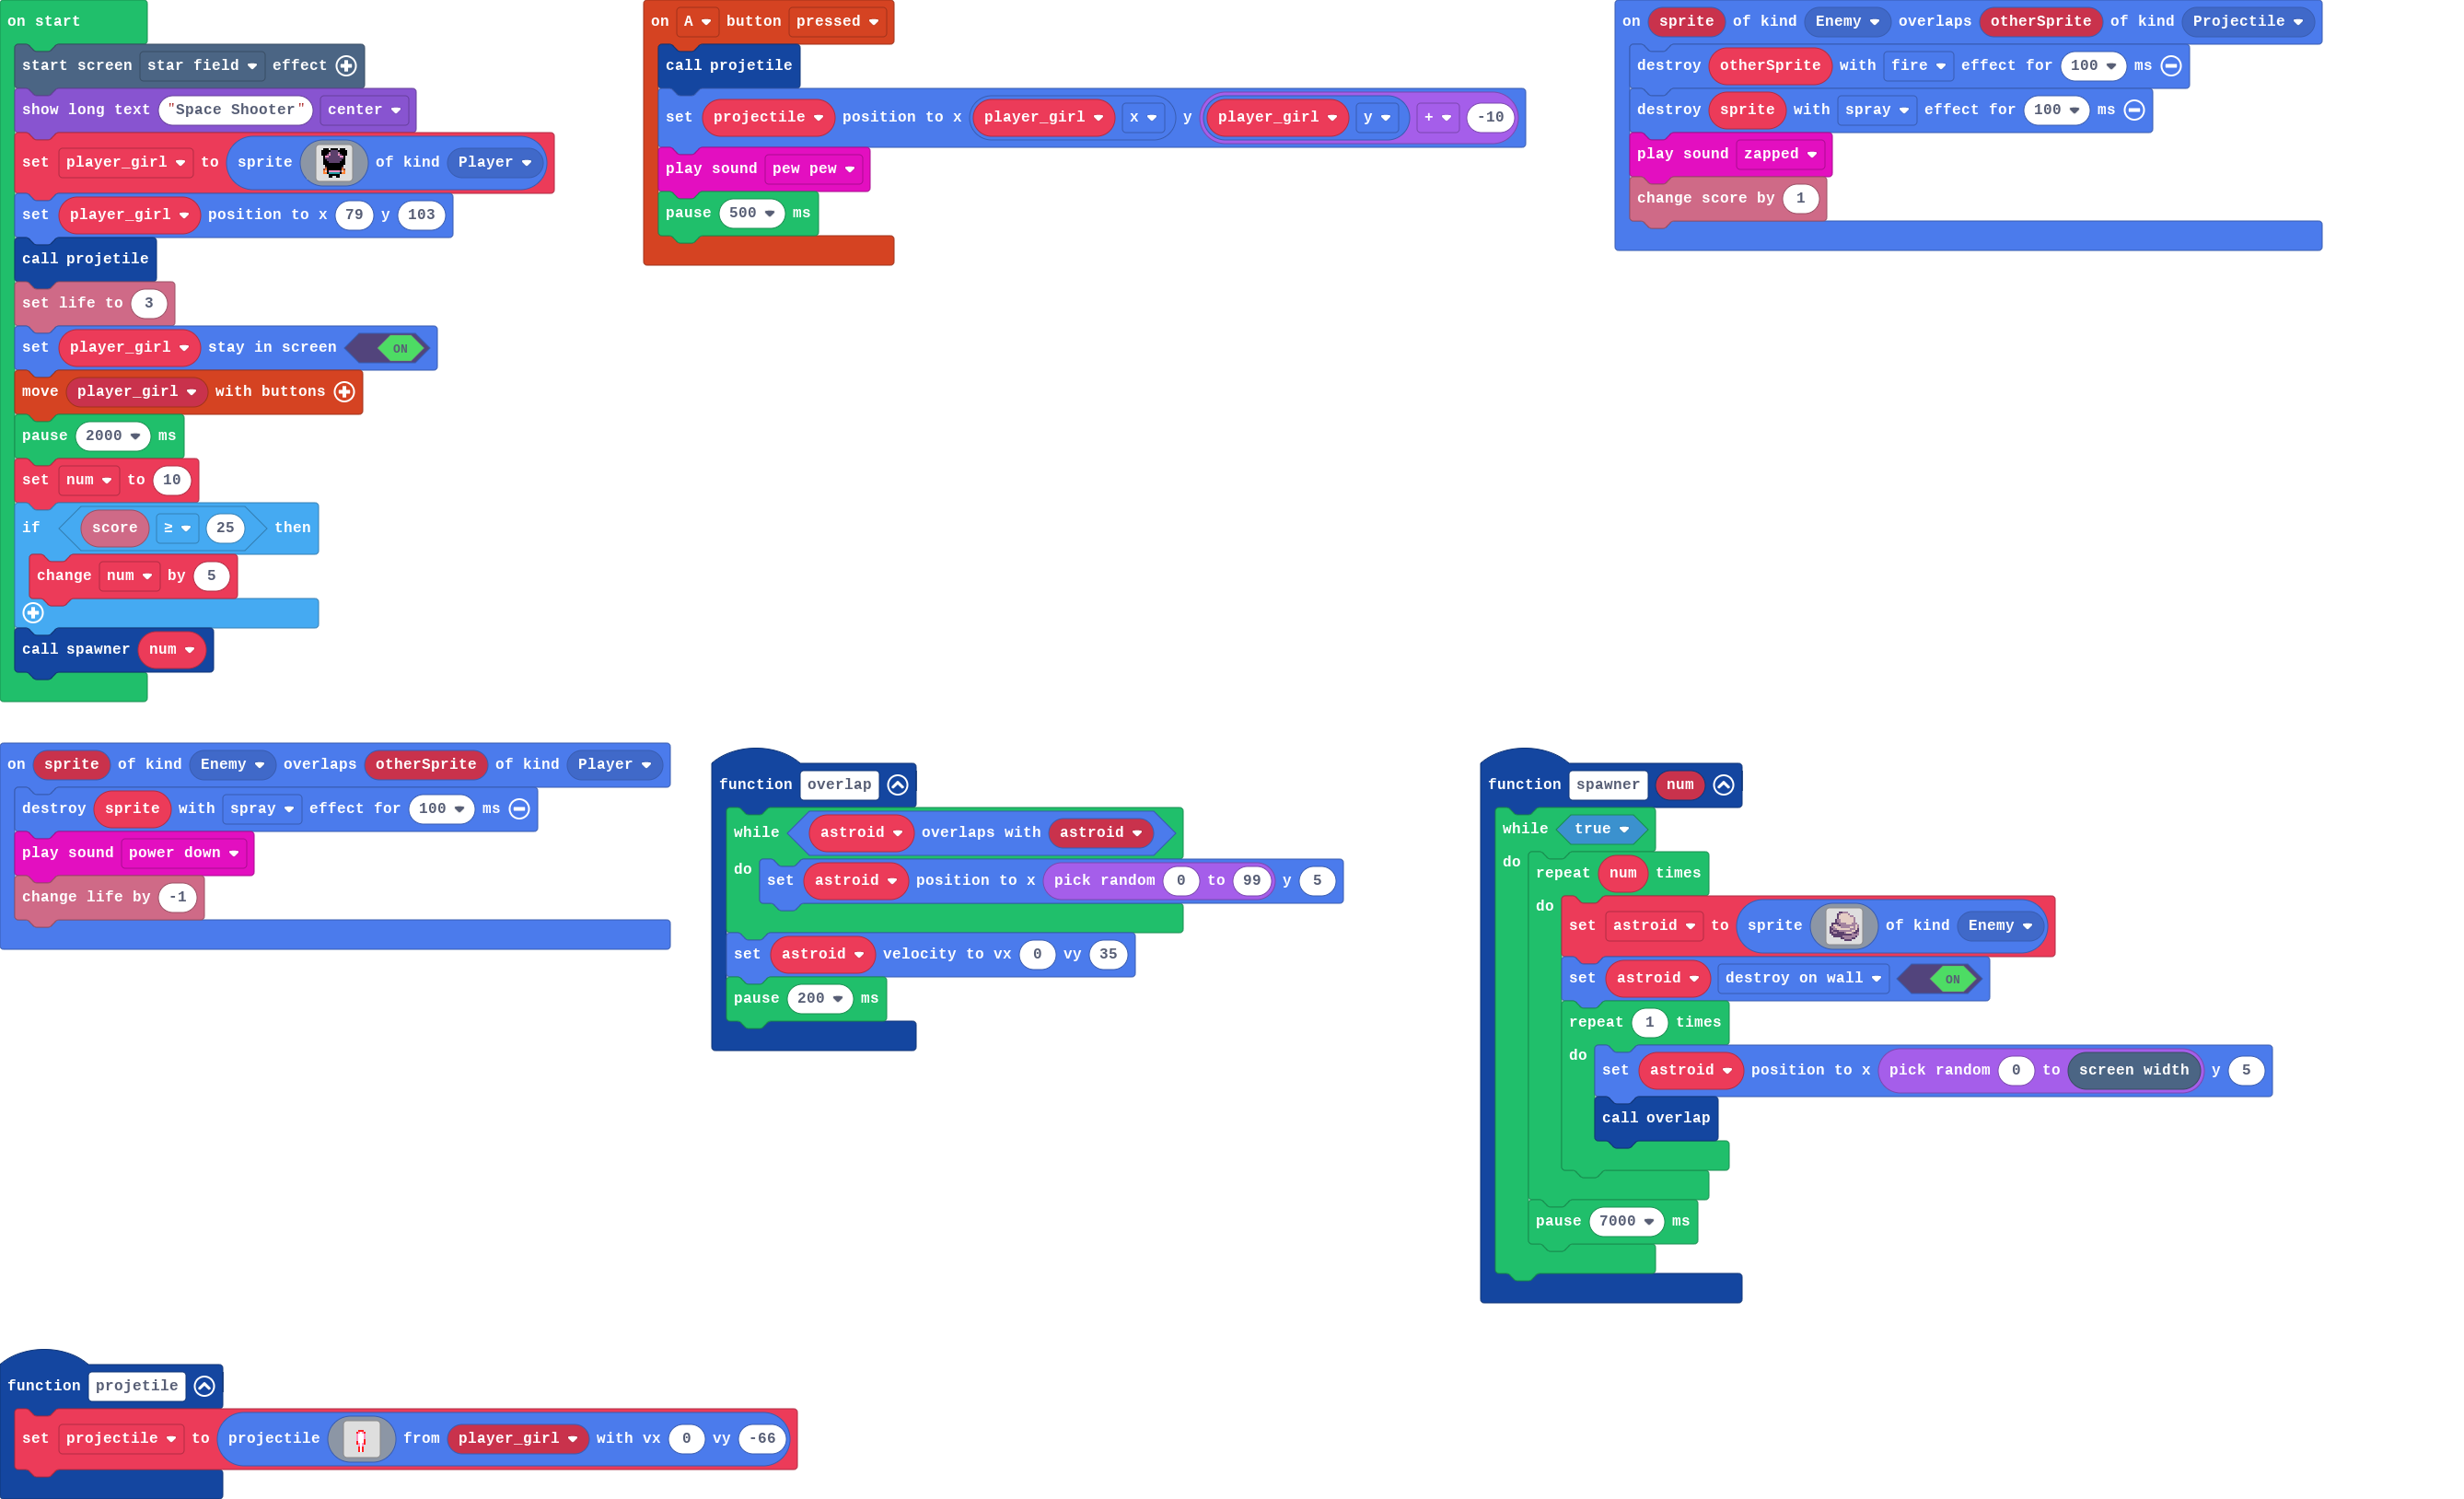 on start
start screen star field effect
show long text "Space Shooter" center
set player_girl to sprite of kind Player
set player_girl position to x 79 y 103
call projetile
set life to 3
set player_girl stay in screen ON
move player_girl with buttons
pause 2000 ms
set num to 10
if score ≥ 25 then
change num by 5
call spawner num
on A button pressed
call projetile
set projectile position to x player_girl x y player_girl y + -10
play sound pew pew
pause 500 ms
on sprite of kind Enemy overlaps otherSprite of kind Projectile
destroy otherSprite with fire effect for 100 ms
destroy sprite with spray effect for 100 ms
play sound zapped
change score by 1
on sprite of kind Enemy overlaps otherSprite of kind Player
destroy sprite with spray effect for 100 ms
play sound power down
change life by -1
function overlap
while astroid overlaps with astroid
do set astroid position to x pick random 0 to 99 y 5
set astroid velocity to vx 0 vy 35
pause 200 ms
function spawner num
while true
do repeat num times
do set astroid to sprite of kind Enemy
set astroid destroy on wall ON
repeat 1 times
do set astroid position to x pick random 0 to screen width y 5
call overlap
pause 7000 ms
function projetile
set projectile to projectile from player_girl with vx 0 vy -66